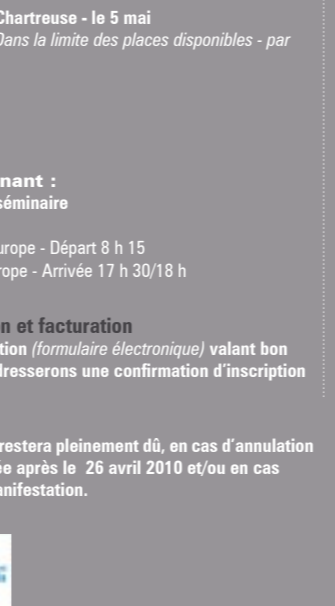 Chartreuse - le 5 mai
Dans la limite des places disponibles - par
nant :
séminaire
urope - Départ 8 h 15
rope - Arrivée 17 h 30/18 h
n et facturation
tion (formulaire électronique) valant bon
dresserons une confirmation d'inscription
restera pleinement dû, en cas d'annulation
ée après le 26 avril 2010 et/ou en cas
anifestation.